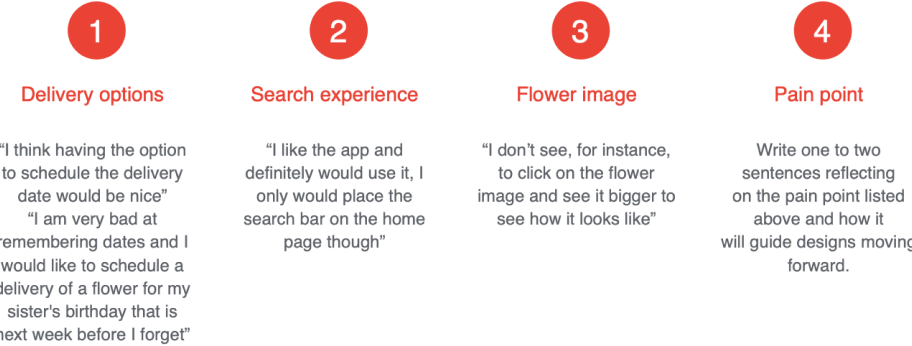 1
Delivery options
“I think having the option
to schedule the delivery
date would be nice”
“I am very bad at
remembering dates and I
would like to schedule a
delivery of a flower for my
sister's birthday that is
next week before I forget”
2
Search experience
“I like the app and
definitely would use it, I
only would place the
search bar on the home
page though”
3
Flower image
“I don’t see, for instance,
to click on the flower
image and see it bigger to
see how it looks like”
4
Pain point
Write one to two
sentences reflecting
on the pain point listed
above and how it
will guide designs moving
forward.